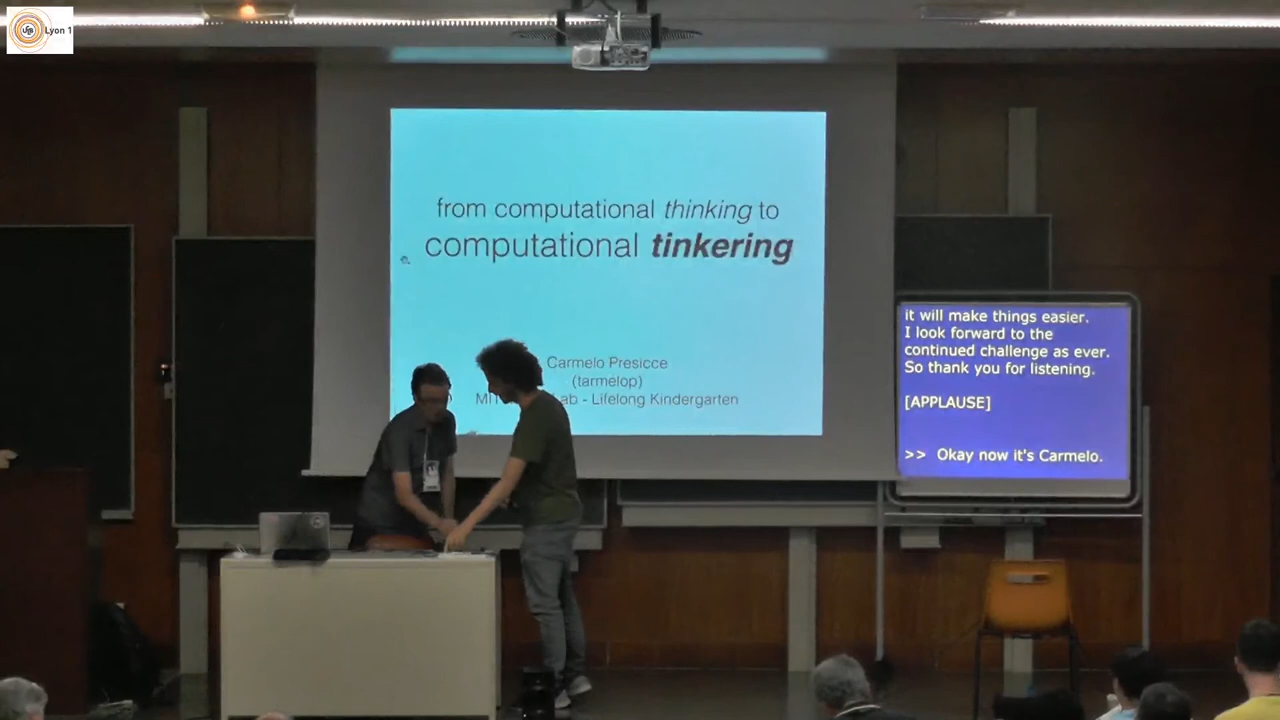 Lyon 1
from computational thinking to
computational tinkering
Carmelo Presicce
(tarmelop)
MIT Lab - Lifelong Kindergarten
it will make things easier.
I look forward to the
continued challenge as ever.
So thank you for listening.
[APPLAUSE]
>> Okay now it's Carmelo.